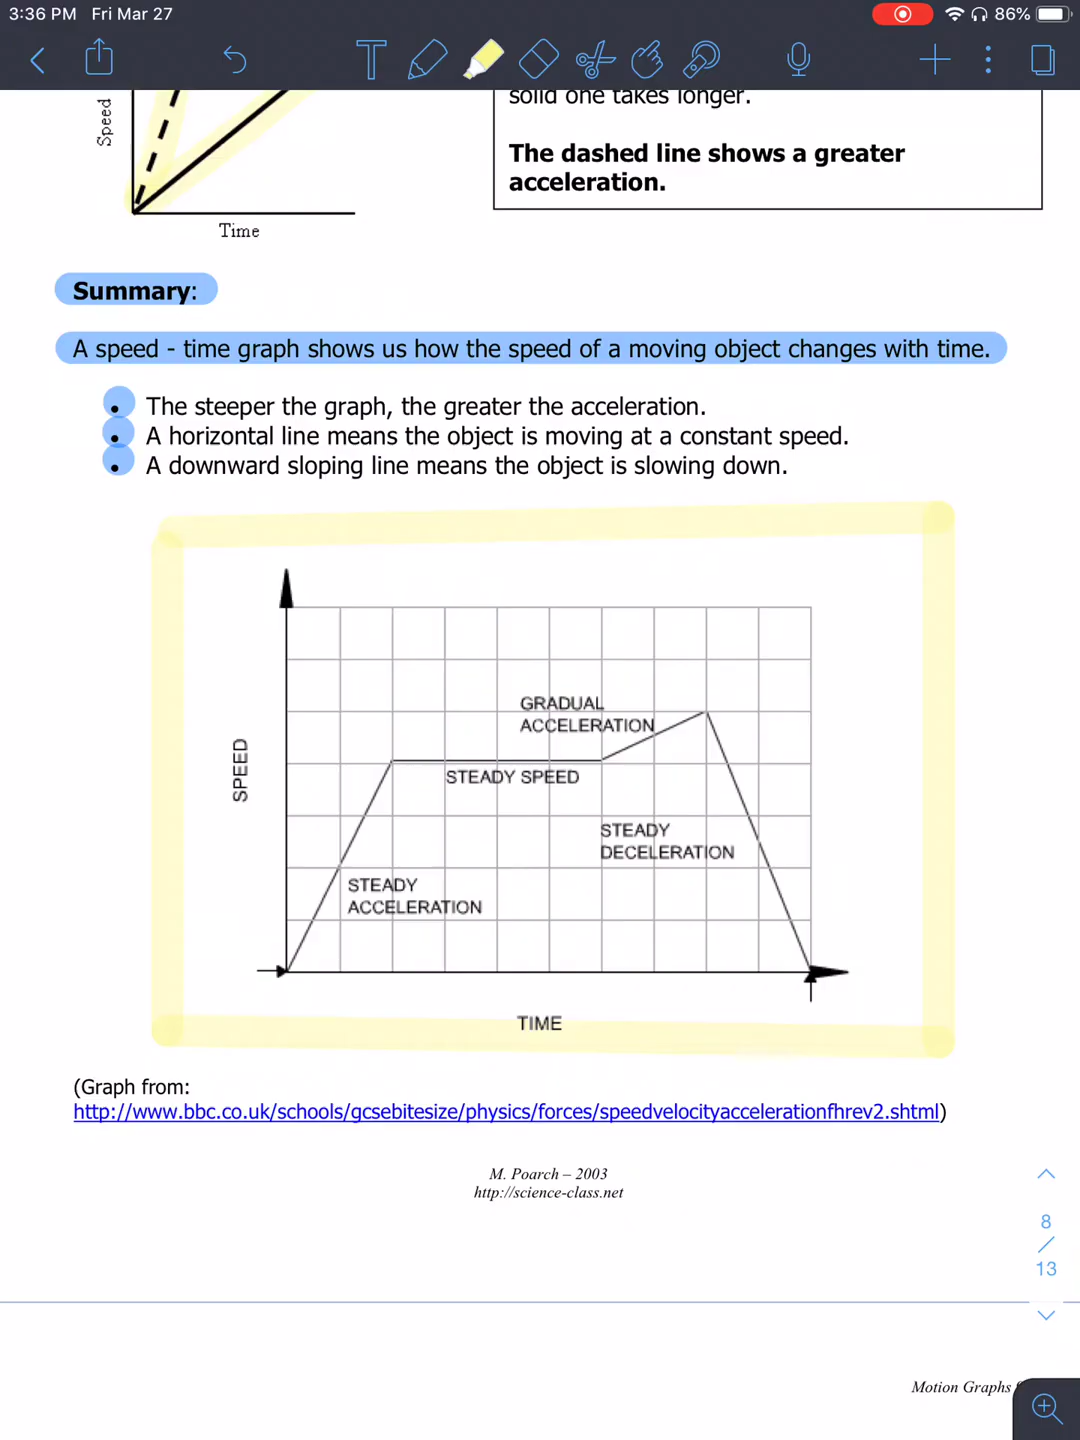 3:36 PM Fri Mar 27
86%
solid one takes longer.
The dashed line shows a greater
acceleration.
Speed
Time
Summary:
A speed - time graph shows us how the speed of a moving object changes with time.
• The steeper the graph, the greater the acceleration.
• A horizontal line means the object is moving at a constant speed.
• A downward sloping line means the object is slowing down.
GRADUAL
ACCELERATION
STEADY SPEED
SPEED
STEADY
DECELERATION
STEADY
ACCELERATION
TIME
(Graph from:
http://www.bbc.co.uk/schools/gcsebitesize/physics/forces/speedvelocityaccelerationfhrev2.shtml)
M. Poarch – 2003
http://science-class.net
8
/
13
Motion Graphs